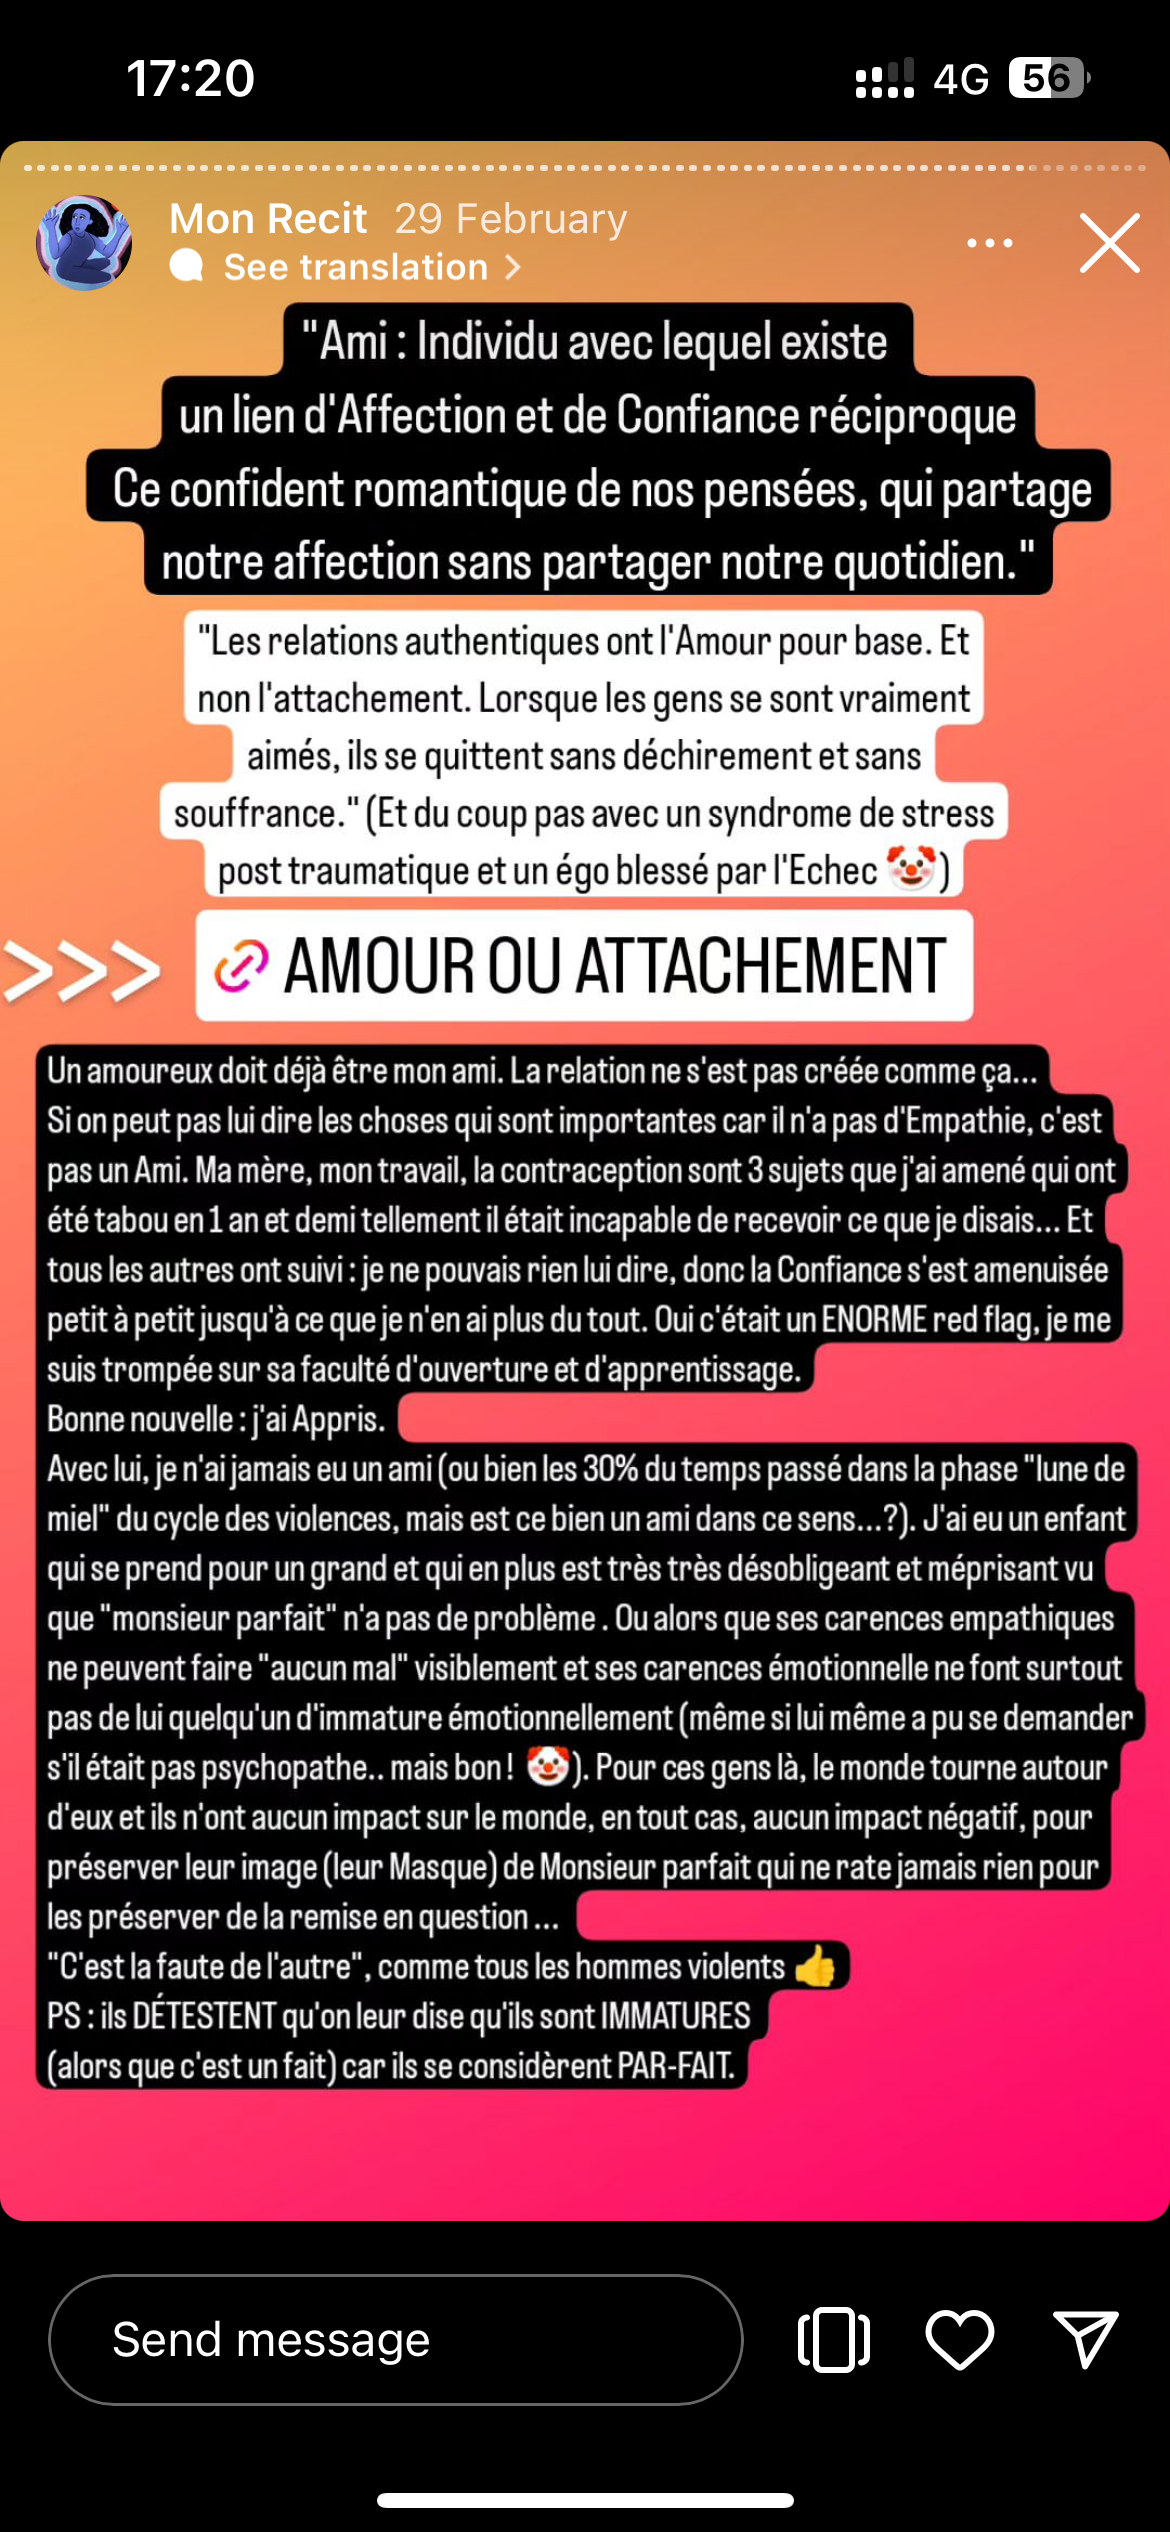 17:20
4G 56
Mon Recit 29 February
See translation >
"Ami : Individu avec lequel existe
un lien d'Affection et de Confiance réciproque
Ce confident romantique de nos pensées, qui partage
notre affection sans partager notre quotidien."
"Les relations authentiques ont l'Amour pour base. Et
non l'attachement. Lorsque les gens se sont vraiment
aimés, ils se quittent sans déchirement et sans
souffrance." (Et du coup pas avec un syndrome de stress
post traumatique et un égo blessé par l'Echec 🤡)
>>> AMOUR OU ATTACHEMENT
Un amoureux doit déjà être mon ami. La relation ne s'est pas créée comme ça...
Si on peut pas lui dire les choses qui sont importantes car il n'a pas d'Empathie, c'est
pas un Ami. Ma mère, mon travail, la contraception sont 3 sujets que j'ai amené qui ont
été tabou en 1 an et demi tellement il était incapable de recevoir ce que je disais... Et
tous les autres ont suivi : je ne pouvais rien lui dire, donc la Confiance s'est amenuisée
petit à petit jusqu'à ce que je n'en ai plus du tout. Oui c'était un ENORME red flag, je me
suis trompée sur sa faculté d'ouverture et d'apprentissage.
Bonne nouvelle : j'ai Appris.
Avec lui, je n'ai jamais eu un ami (ou bien les 30% du temps passé dans la phase "lune de
miel" du cycle des violences, mais est ce bien un ami dans ce sens...?). J'ai eu un enfant
qui se prend pour un grand et qui en plus est très très désobligeant et méprisant vu
que "monsieur parfait" n'a pas de problème . Ou alors que ses carences empathiques
ne peuvent faire "aucun mal" visiblement et ses carences émotionnelle ne font surtout
pas de lui quelqu'un d'immature émotionnellement (même si lui même a pu se demander
s'il était pas psychopathe.. mais bon ! 🤡). Pour ces gens là, le monde tourne autour
d'eux et ils n'ont aucun impact sur le monde, en tout cas, aucun impact négatif, pour
préserver leur image (leur Masque) de Monsieur parfait qui ne rate jamais rien pour
les préserver de la remise en question ...
"C'est la faute de l'autre", comme tous les hommes violents 👍
PS : ils DÉTESTENT qu'on leur dise qu'ils sont IMMATURES
(alors que c'est un fait) car ils se considèrent PAR-FAIT.
Send message